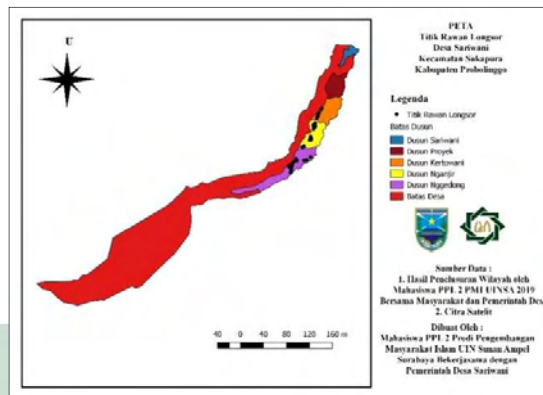 PETA
Titik Rawan Longsor
Desa Sariwani
Kecamatan Sukapura
Kabupaten Probolinggo
U
Legenda
Titik Rawan Longsor
Batas Dusun
Dusun Sariwani
Dusun Proyek
Dusun Kertowani
Dusun Nganjir
Dusun Nggedong
Batas Desa
Sumber Data :
1. Hasil Penelusuran Wilayah oleh
Mahasiswa PPL 2 PMI UINSA 2019
Bersama Masyarakat dan Pemerintah Des
2. Citra Satelit
Dibuat Oleh :
Mahasiswa PPL 2 Prodi Pengembangan
Masyarakat Islam UIN Sunan Ampel
Surabaya Bekerjasama dengan
Pemerintah Desa Sariwani
40 0 40 80 120 160 m